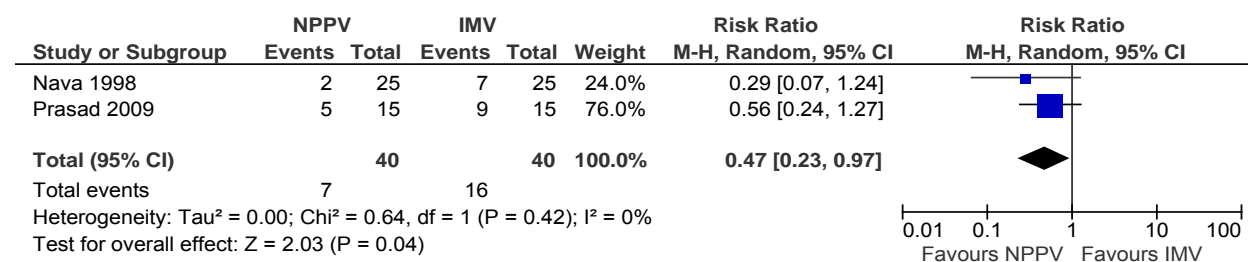 NPPV IMV Risk Ratio Risk Ratio
Study or Subgroup Events Total Events Total Weight M-H, Random, 95% CI M-H, Random, 95% CI
Nava 1998 2 25 7 25 24.0% 0.29 [0.07, 1.24]
Prasad 2009 5 15 9 15 76.0% 0.56 [0.24, 1.27]
Total (95% CI) 40 40 100.0% 0.47 [0.23, 0.97]
Total events 7 16
Heterogeneity: Tau² = 0.00; Chi² = 0.64, df = 1 (P = 0.42); I² = 0%
Test for overall effect: Z = 2.03 (P = 0.04)
0.01 0.1 1 10 100
Favours NPPV Favours IMV